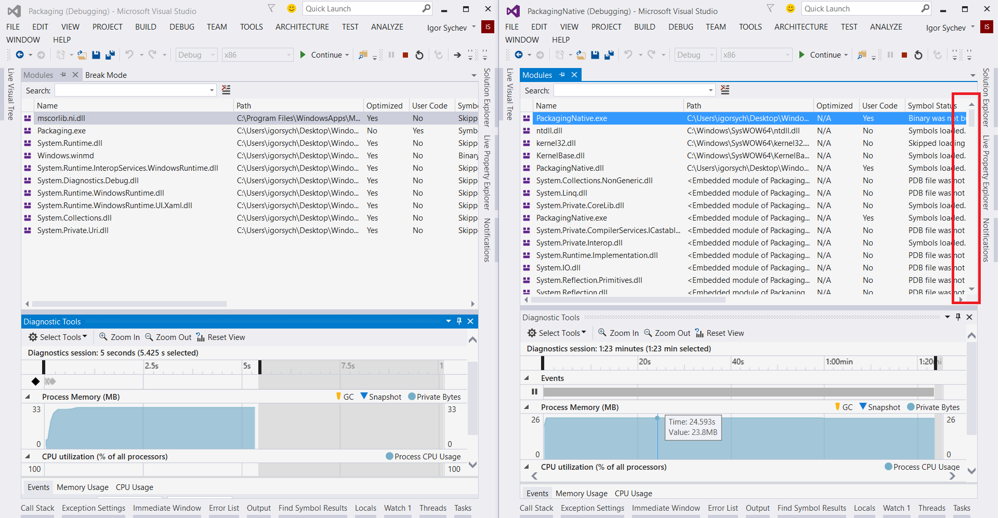 Packaging (Debugging) - Microsoft Visual Studio
Quick Launch
FILE EDIT VIEW PROJECT BUILD DEBUG TEAM TOOLS ARCHITECTURE TEST ANALYZE Igor Sychev IS
WINDOW HELP
Debug x86 Continue
Live Visual Tree
Modules Break Mode
Search:
Name Path Optimized User Code Symb
mscorlib.ni.dll C:\Program Files\WindowsApps\M... Yes No Skipp
Packaging.exe C:\Users\igorsych\Desktop\Windo... No Yes Symb
System.Runtime.dll C:\Users\igorsych\Desktop\Windo... Yes No Skipp
Windows.winmd C:\Users\igorsych\Desktop\Windo... Yes No Binary
System.Runtime.InteropServices.WindowsRuntime.dll C:\Users\igorsych\Desktop\Windo... Yes No Skipp
System.Diagnostics.Debug.dll C:\Users\igorsych\Desktop\Windo... Yes No Skipp
System.Runtime.WindowsRuntime.dll C:\Users\igorsych\Desktop\Windo... Yes No Skipp
System.Runtime.WindowsRuntime.UI.Xaml.dll C:\Users\igorsych\Desktop\Windo... Yes No Skipp
System.Collections.dll C:\Users\igorsych\Desktop\Windo... Yes No Skipp
System.Private.Uri.dll C:\Users\igorsych\Desktop\Windo... Yes No Skipp
Solution Explorer
Live Property Explorer
Notifications
Diagnostic Tools
Select Tools Zoom In Zoom Out Reset View
Diagnostics session: 5 seconds (5.425 s selected)
2.5s 5s 7.5s 1
Process Memory (MB) GC Snapshot Private Bytes
33 33
0 0
CPU utilization (% of all processors) Process CPU Usage
100 100
Events Memory Usage CPU Usage
Call Stack Exception Settings Immediate Window Error List Output Find Symbol Results Locals Watch 1 Threads Tasks
PackagingNative (Debugging) - Microsoft Visual Studio
Quick Launch
FILE EDIT VIEW PROJECT BUILD DEBUG TEAM TOOLS ARCHITECTURE TEST ANALYZE Igor Sychev IS
WINDOW HELP
Debug x86 Continue
Live Visual Tree
Modules
Search:
Name Path Optimized User Code Symbol Status
PackagingNative.exe C:\Users\igorsych\Desktop\Windo... N/A Yes Binary was not bu
ntdll.dll C:\Windows\SysWOW64\ntdll.dll N/A No Symbols loaded.
kernel32.dll C:\Windows\SysWOW64\kernel32.... N/A No Skipped loading
KernelBase.dll C:\Windows\SysWOW64\KernelBa... N/A No Symbols loaded.
PackagingNative.dll C:\Users\igorsych\Desktop\Windo... N/A Yes Symbols loaded.
System.Collections.NonGeneric.dll <Embedded module of Packaging... N/A No PDB file was not
System.Linq.dll <Embedded module of Packaging... N/A No PDB file was not
System.Private.CoreLib.dll <Embedded module of Packaging... N/A No Symbols loaded.
PackagingNative.exe <Embedded module of Packaging... N/A Yes Symbols loaded.
System.Private.CompilerServices.ICastabl... <Embedded module of Packaging... N/A No PDB file was not
System.Private.Interop.dll <Embedded module of Packaging... N/A No Symbols loaded.
System.Runtime.Implementation.dll <Embedded module of Packaging... N/A No PDB file was not
System.IO.dll <Embedded module of Packaging... N/A No PDB file was not
System.Reflection.Primitives.dll <Embedded module of Packaging... N/A No PDB file was not
System.Reflection.dll <Embedded module of Packaging... N/A No PDB file was not
Solution Explorer
Live Property Explorer
Notifications
Diagnostic Tools
Select Tools Zoom In Zoom Out Reset View
Diagnostics session: 1:23 minutes (1:23 min selected)
20s 40s 1:00min 1:20mi
Events
Process Memory (MB) GC Snapshot Private Bytes
26 26
Time: 24.593s
Value: 23.8MB
0 0
CPU utilization (% of all processors) Process CPU Usage
Events Memory Usage CPU Usage
Call Stack Exception Settings Immediate Window Error List Output Find Symbol Results Locals Watch 1 Threads Tasks